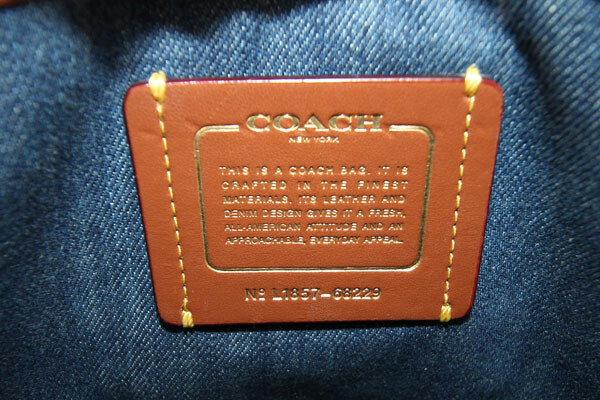 COACH
NEW YORK
THIS IS A COACH BAG. IT IS
CRAFTED IN THE FINEST
MATERIALS. ITS LEATHER AND
DENIM DESIGN GIVES IT A FRESH,
ALL-AMERICAN ATTITUDE AND AN
APPROACHABLE, EVERYDAY APPEAL.
No L1857-68229